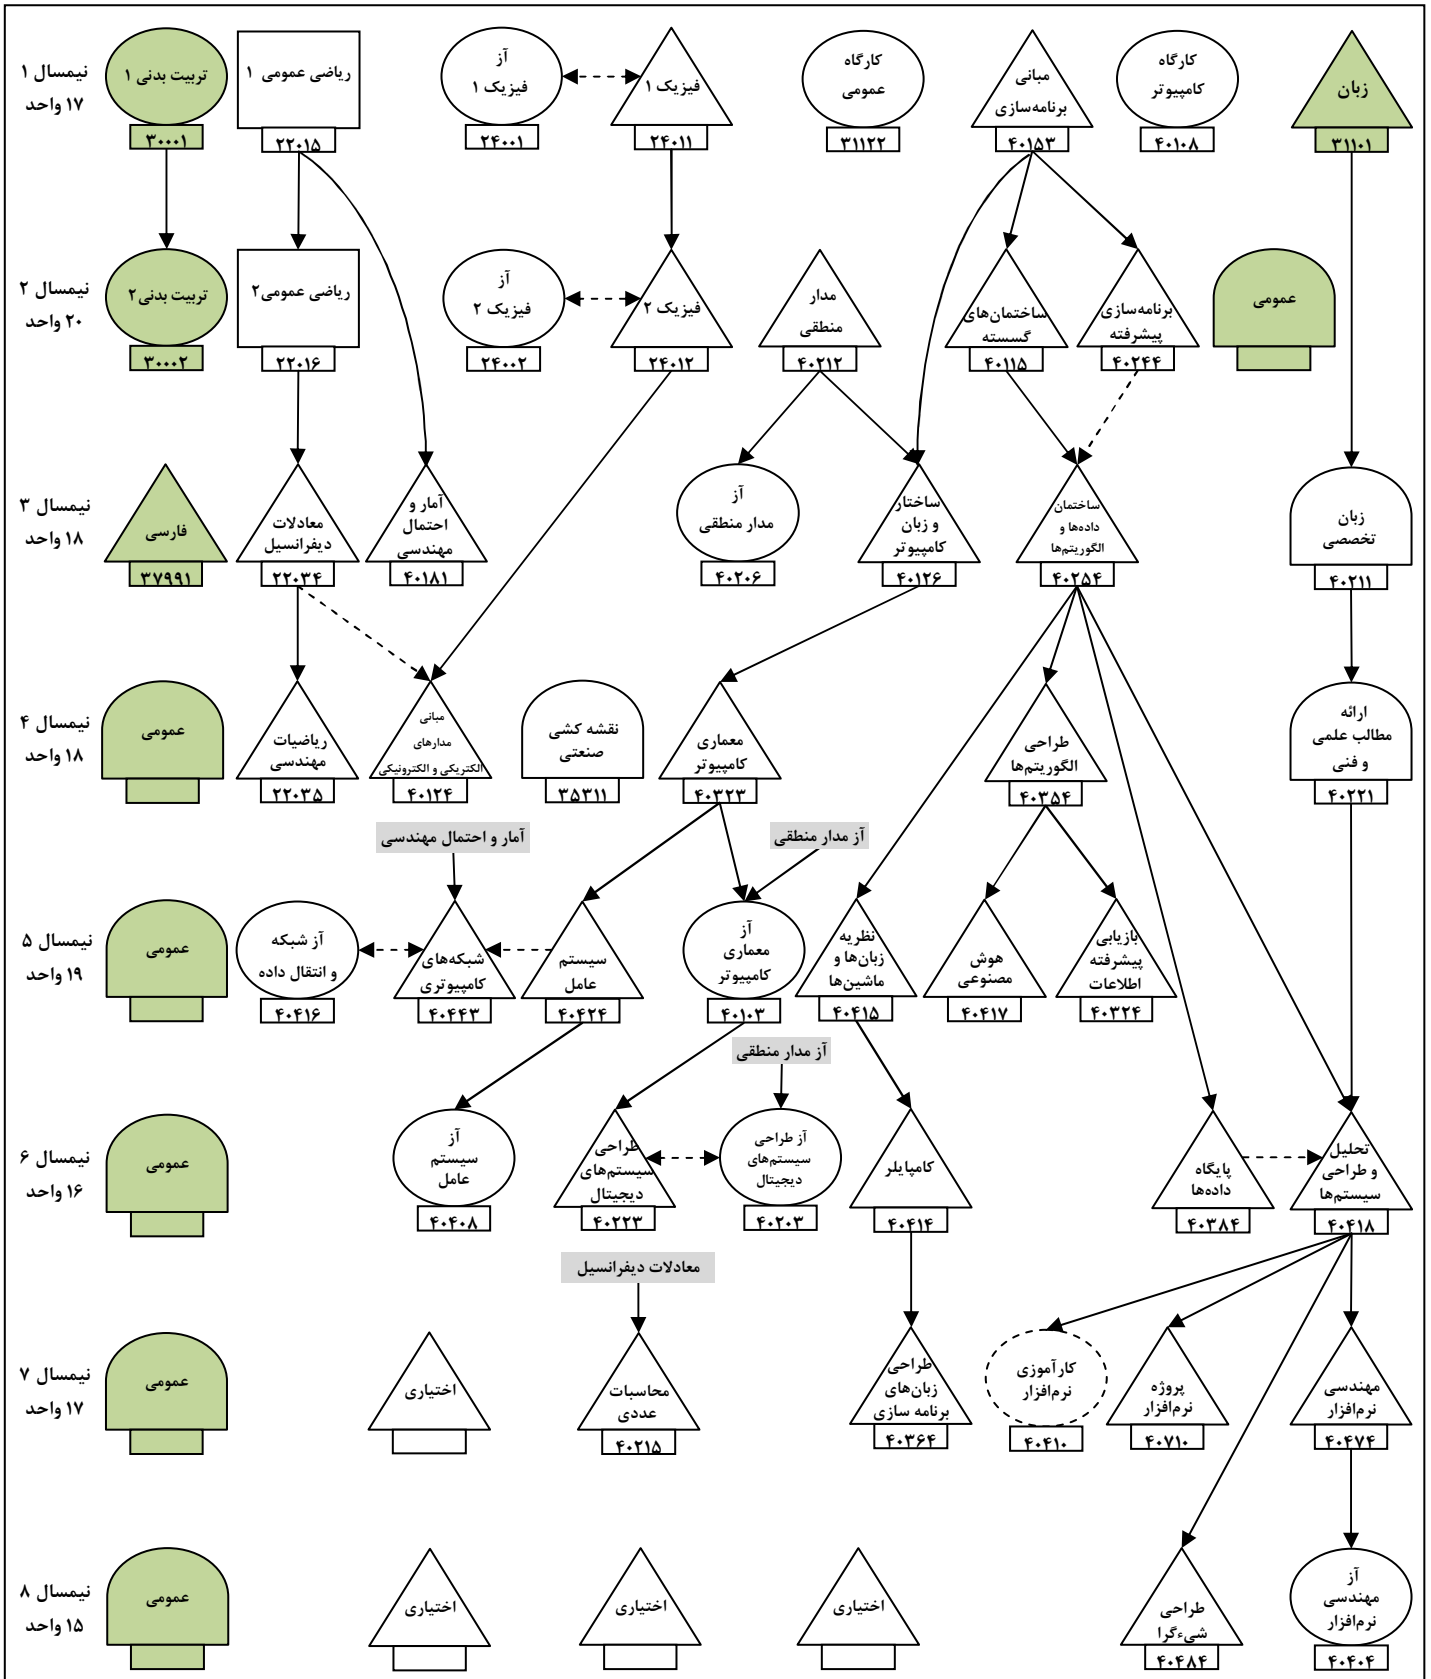 نیمسال ۱
۱۷ واحد
تربیت بدنی ۱
۳۰۰۰۱
ریاضی عمومی ۱
۲۲۰۱۵
آز
فیزیک ۱
۲۴۰۰۱
فیزیک ۱
۲۴۰۱۱
کارگاه
عمومی
۳۱۱۲۲
مبانی
برنامه‌سازی
۴۰۱۵۳
کارگاه
کامپیوتر
۴۰۱۰۸
زبان
۳۱۱۰۱
نیمسال ۲
۲۰ واحد
تربیت بدنی۲
۳۰۰۰۲
ریاضی عمومی۲
۲۲۰۱۶
آز
فیزیک ۲
۲۴۰۰۲
فیزیک ۲
۲۴۰۱۲
مدار
منطقی
۴۰۲۱۲
ساختمان‌های
گسسته
۴۰۱۱۵
برنامه‌سازی
پیشرفته
۴۰۲۴۴
عمومی
نیمسال ۳
۱۸ واحد
فارسی
۳۷۹۹۱
معادلات
دیفرانسیل
۲۲۰۳۴
آمار و
احتمال
مهندسی
۴۰۱۸۱
آز
مدار منطقی
۴۰۲۰۶
ساختار
و زبان
کامپیوتر
۴۰۱۲۶
ساختمان
داده‌ها و
الگوریتم‌ها
۴۰۲۵۴
زبان
تخصصی
۴۰۲۱۱
نیمسال ۴
۱۸ واحد
عمومی
ریاضیات
مهندسی
۲۲۰۳۵
مبانی
مدارهای
الکتریکی و الکترونیکی
۴۰۱۲۴
نقشه کشی
صنعتی
۳۵۳۱۱
معماری
کامپیوتر
۴۰۳۲۳
طراحی
الگوریتم‌ها
۴۰۳۵۴
ارائه
مطالب علمی
و فنی
۴۰۲۲۱
آمار و احتمال مهندسی
آز مدار منطقی
نیمسال ۵
۱۹ واحد
عمومی
آز شبکه
و انتقال داده
۴۰۴۱۶
شبکه‌های
کامپیوتری
۴۰۴۴۳
سیستم
عامل
۴۰۴۲۴
آز
معماری
کامپیوتر
۴۰۱۰۳
نظریه
زبان‌ها و
ماشین‌ها
۴۰۴۱۵
هوش
مصنوعی
۴۰۴۱۷
بازیابی
پیشرفته
اطلاعات
۴۰۳۲۴
آز مدار منطقی
نیمسال ۶
۱۶ واحد
عمومی
آز
سیستم
عامل
۴۰۴۰۸
طراحی
سیستم‌های
دیجیتال
۴۰۲۲۳
آز طراحی
سیستم‌های
دیجیتال
۴۰۲۰۳
کامپایلر
۴۰۴۱۴
پایگاه
داده‌ها
۴۰۳۸۴
تحلیل
و طراحی
سیستم‌ها
۴۰۴۱۸
معادلات دیفرانسیل
نیمسال ۷
۱۷ واحد
عمومی
اختیاری
محاسبات
عددی
۴۰۲۱۵
طراحی
زبان‌های
برنامه سازی
۴۰۳۶۴
کارآموزی
نرم‌افزار
۴۰۴۱۰
پروژه
نرم‌افزار
۴۰۷۱۰
مهندسی
نرم‌افزار
۴۰۴۷۴
نیمسال ۸
۱۵ واحد
عمومی
اختیاری
اختیاری
اختیاری
طراحی
شیءگرا
۴۰۴۸۴
آز
مهندسی
نرم‌افزار
۴۰۴۰۴